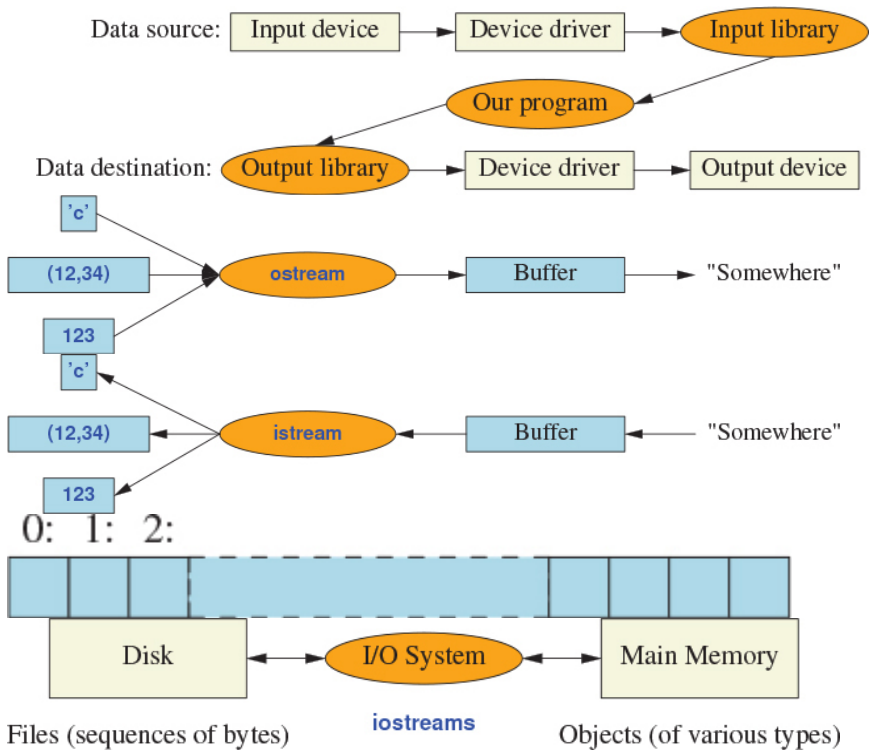 Data source: Input device Device driver Input library
Our program
Data destination: Output library Device driver Output device
'c'
(12,34) ostream Buffer "Somewhere"
123
'c'
(12,34) istream Buffer "Somewhere"
123
0: 1: 2:
Disk I/O System Main Memory
Files (sequences of bytes) iostreams Objects (of various types)